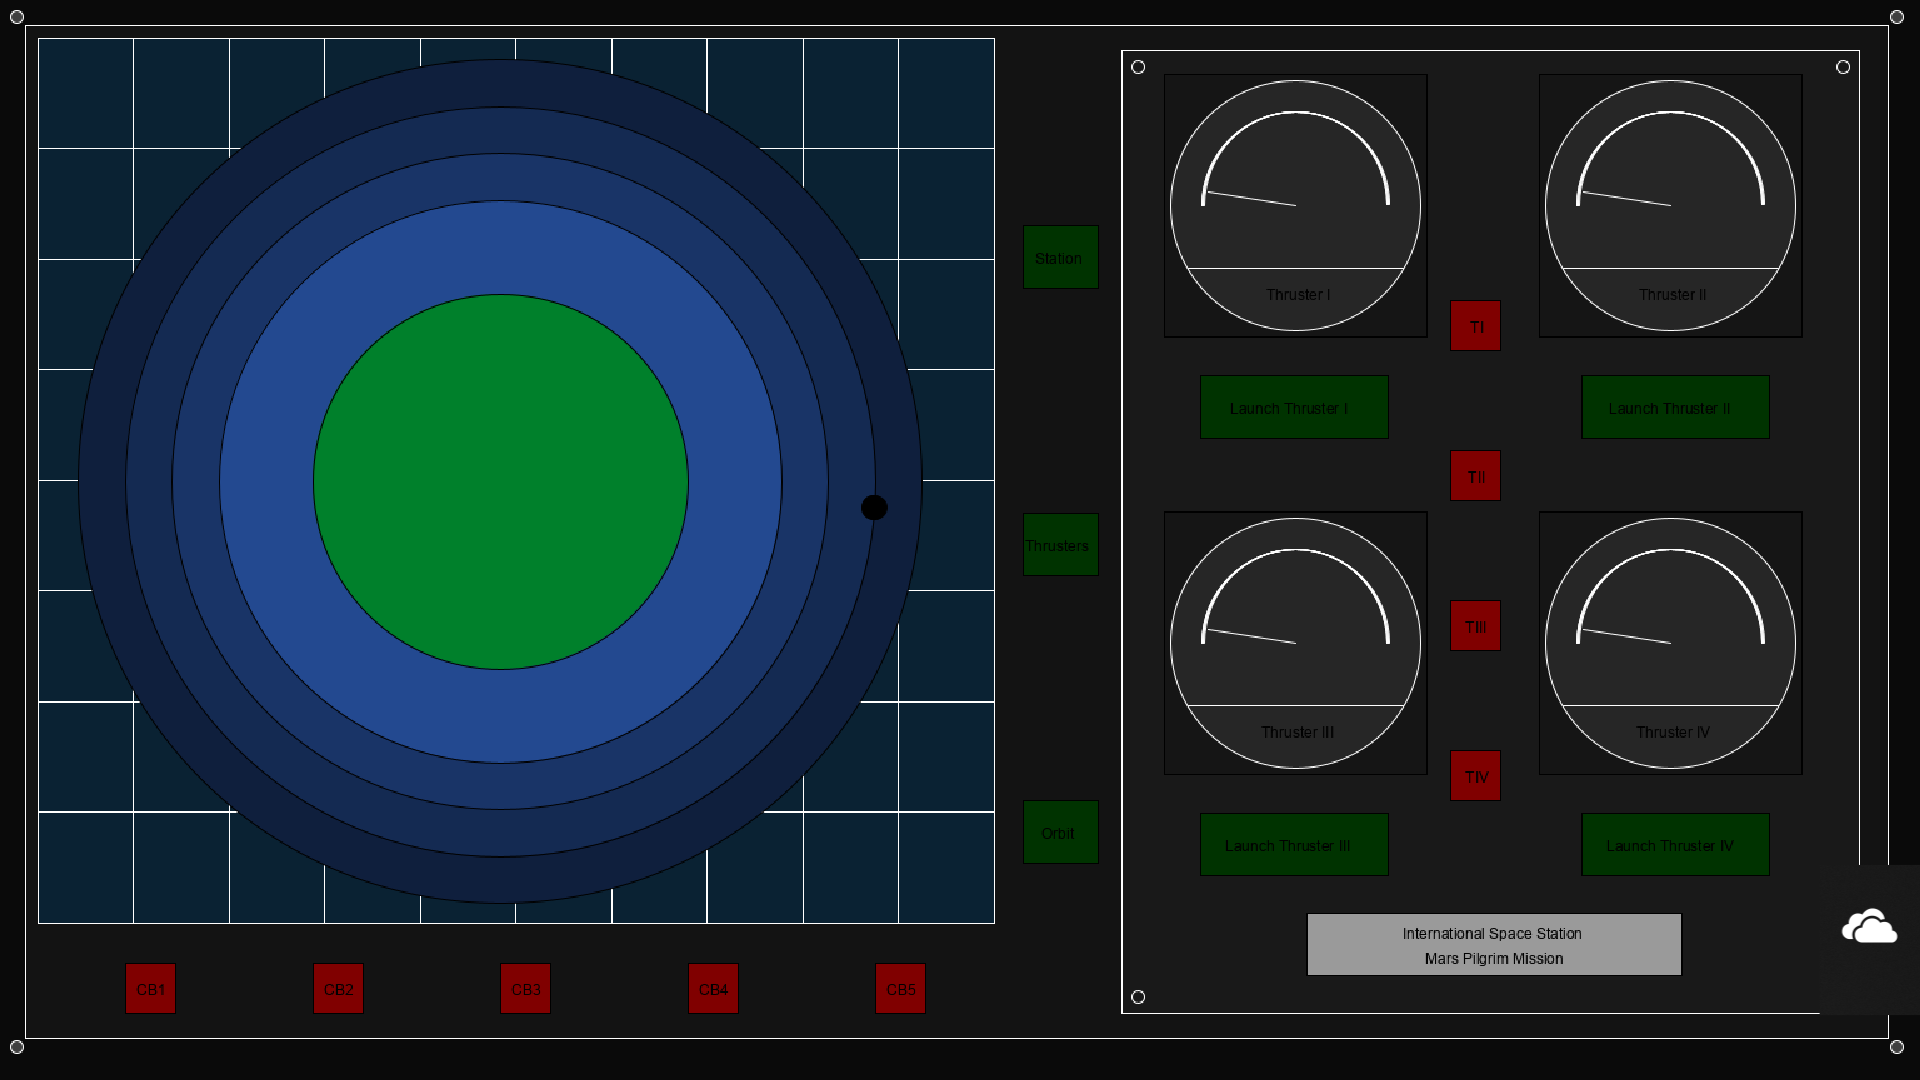 Station
Thrusters
Orbit
CB1
CB2
CB3
CB4
CB5
Thruster I
Thruster II
TI
Launch Thruster I
Launch Thruster II
TII
TIII
Thruster III
Thruster IV
TIV
Launch Thruster III
Launch Thruster IV
International Space Station
Mars Pilgrim Mission